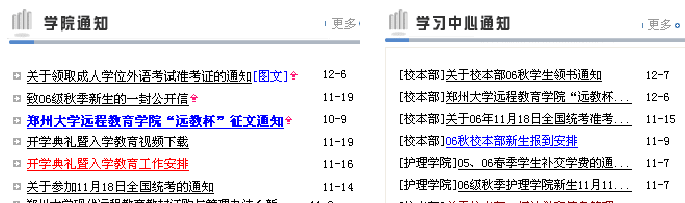 学院通知
更多
关于领取成人学位外语考试准考证的通知[图文] 12-6
致06级秋季新生的一封公开信 11-19
郑州大学远程教育学院“远教杯”征文通知 10-9
开学典礼暨入学教育视频下载 11-19
开学典礼暨入学教育工作安排 11-16
关于参加11月18日全国统考的通知 11-14
学习中心通知
更多
[校本部]关于校本部06秋学生领书通知 12-7
[校本部]郑州大学远程教育学院“远教杯... 12-6
[校本部]关于06年11月18日全国统考准考... 11-15
[校本部]06秋校本部新生报到安排 11-9
[护理学院]05、06春季学生补交学费的通... 11-7
[护理学院]06级秋季护理学院新生11月11... 11-7